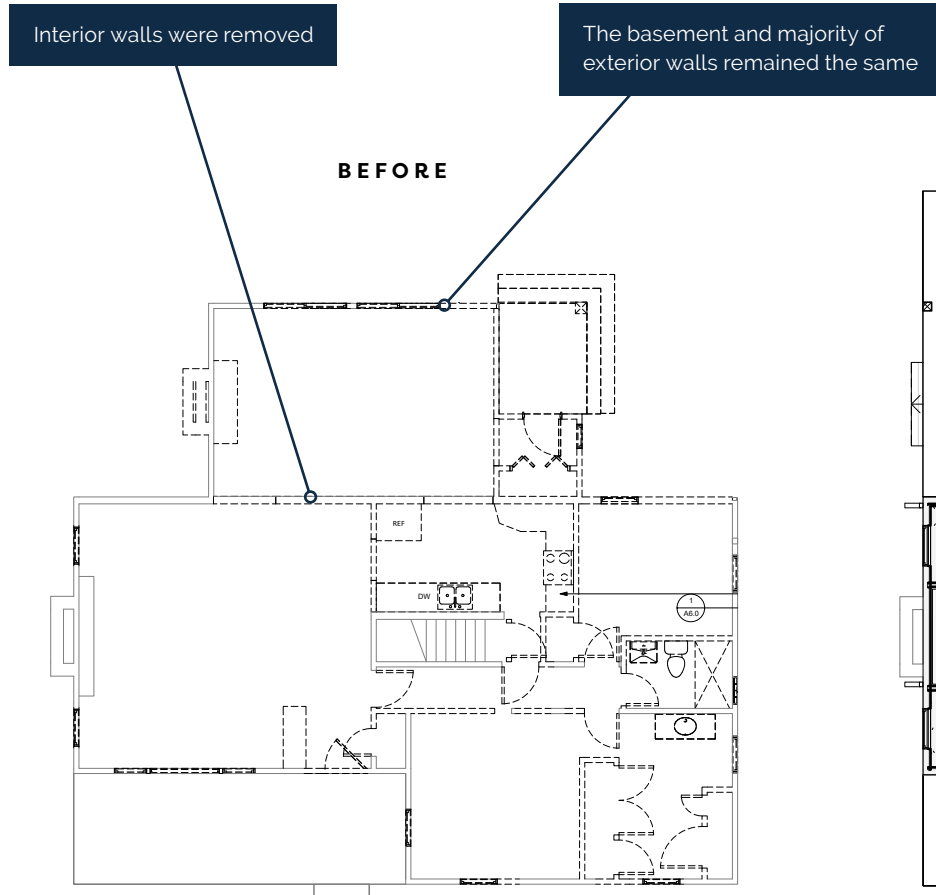 Interior walls were removed
The basement and majority of
exterior walls remained the same
BEFORE
REF
DW
1
A6.0